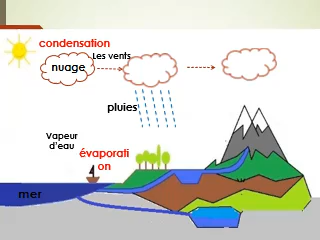 condensation
Les vents
nuage
pluies
Vapeur
d'eau
évaporati
on
mer